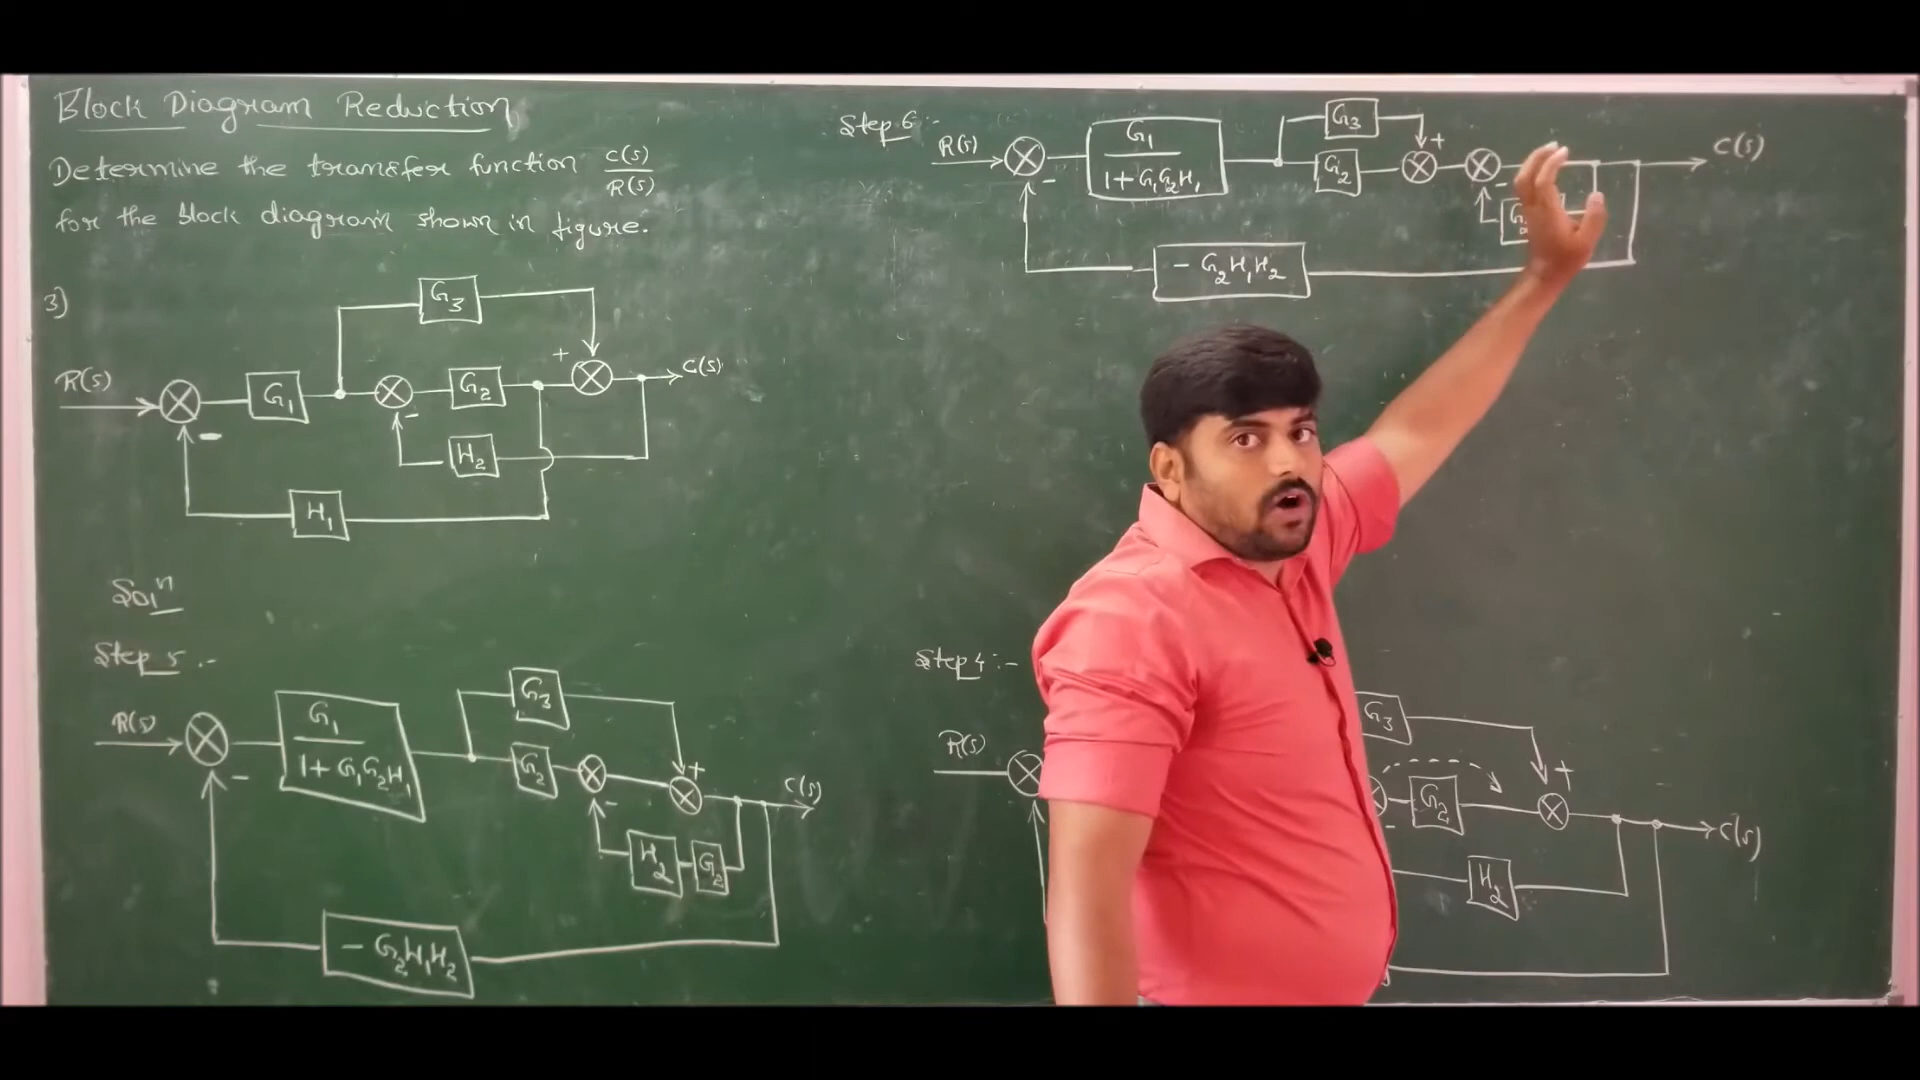 Block Diagram Reduction
Determine the transfer function C(s)/R(s)
for the block diagram shown in figure.
3)
G3
R(s)
G1
G2
+
C(s)
-
-
H2
H1
Solⁿ
Step 5 :-
R(s)
G1
1+G1G2H1
G3
G2
+
C(s)
-
-
H2
G2
- G2H1H2
Step 6 :-
R(s)
G1
1+G1G2H1
G3
G2
+
C(s)
-
-
- G2H1H2
Step 4 :-
R(s)
G3
+
G2
-
C(s)
H2